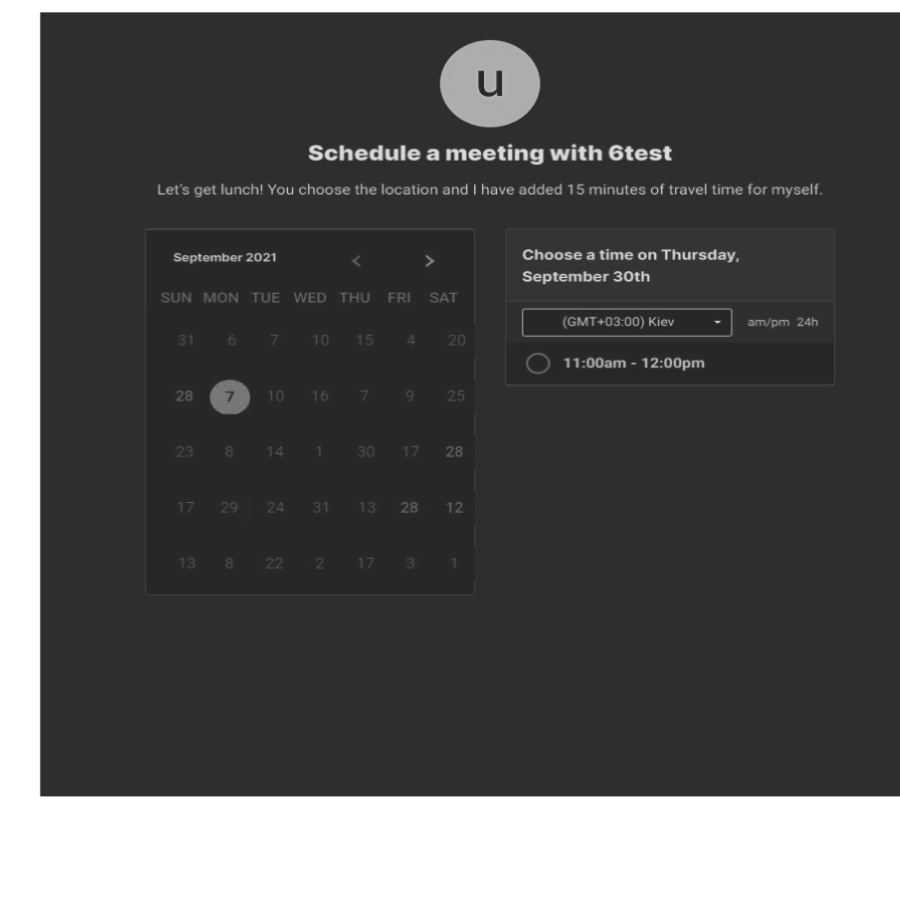 u
Schedule a meeting with 6test
Let's get lunch! You choose the location and I have added 15 minutes of travel time for myself.
September 2021 < >
SUN MON TUE WED THU FRI SAT
31 6 7 10 15 4 20
28 7 10 16 7 9 25
23 8 14 1 30 17 28
17 29 24 31 13 28 12
13 8 22 2 17 3 1
Choose a time on Thursday,
September 30th
(GMT+03:00) Kiev am/pm 24h
11:00am - 12:00pm